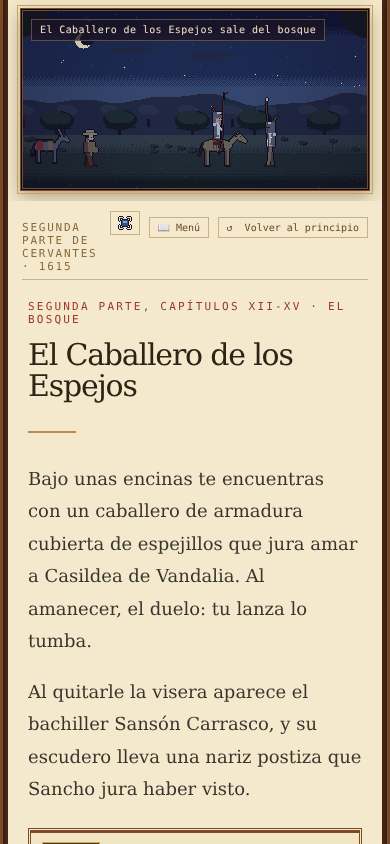 El Caballero de los Espejos sale del bosque
SEGUNDA
PARTE DE
CERVANTES
· 1615
📖 Menú
↺ Volver al principio
SEGUNDA PARTE, CAPÍTULOS XII-XV · EL
BOSQUE
El Caballero de los
Espejos
Bajo unas encinas te encuentras
con un caballero de armadura
cubierta de espejillos que jura amar
a Casildea de Vandalia. Al
amanecer, el duelo: tu lanza lo
tumba.
Al quitarle la visera aparece el
bachiller Sansón Carrasco, y su
escudero lleva una nariz postiza que
Sancho jura haber visto.